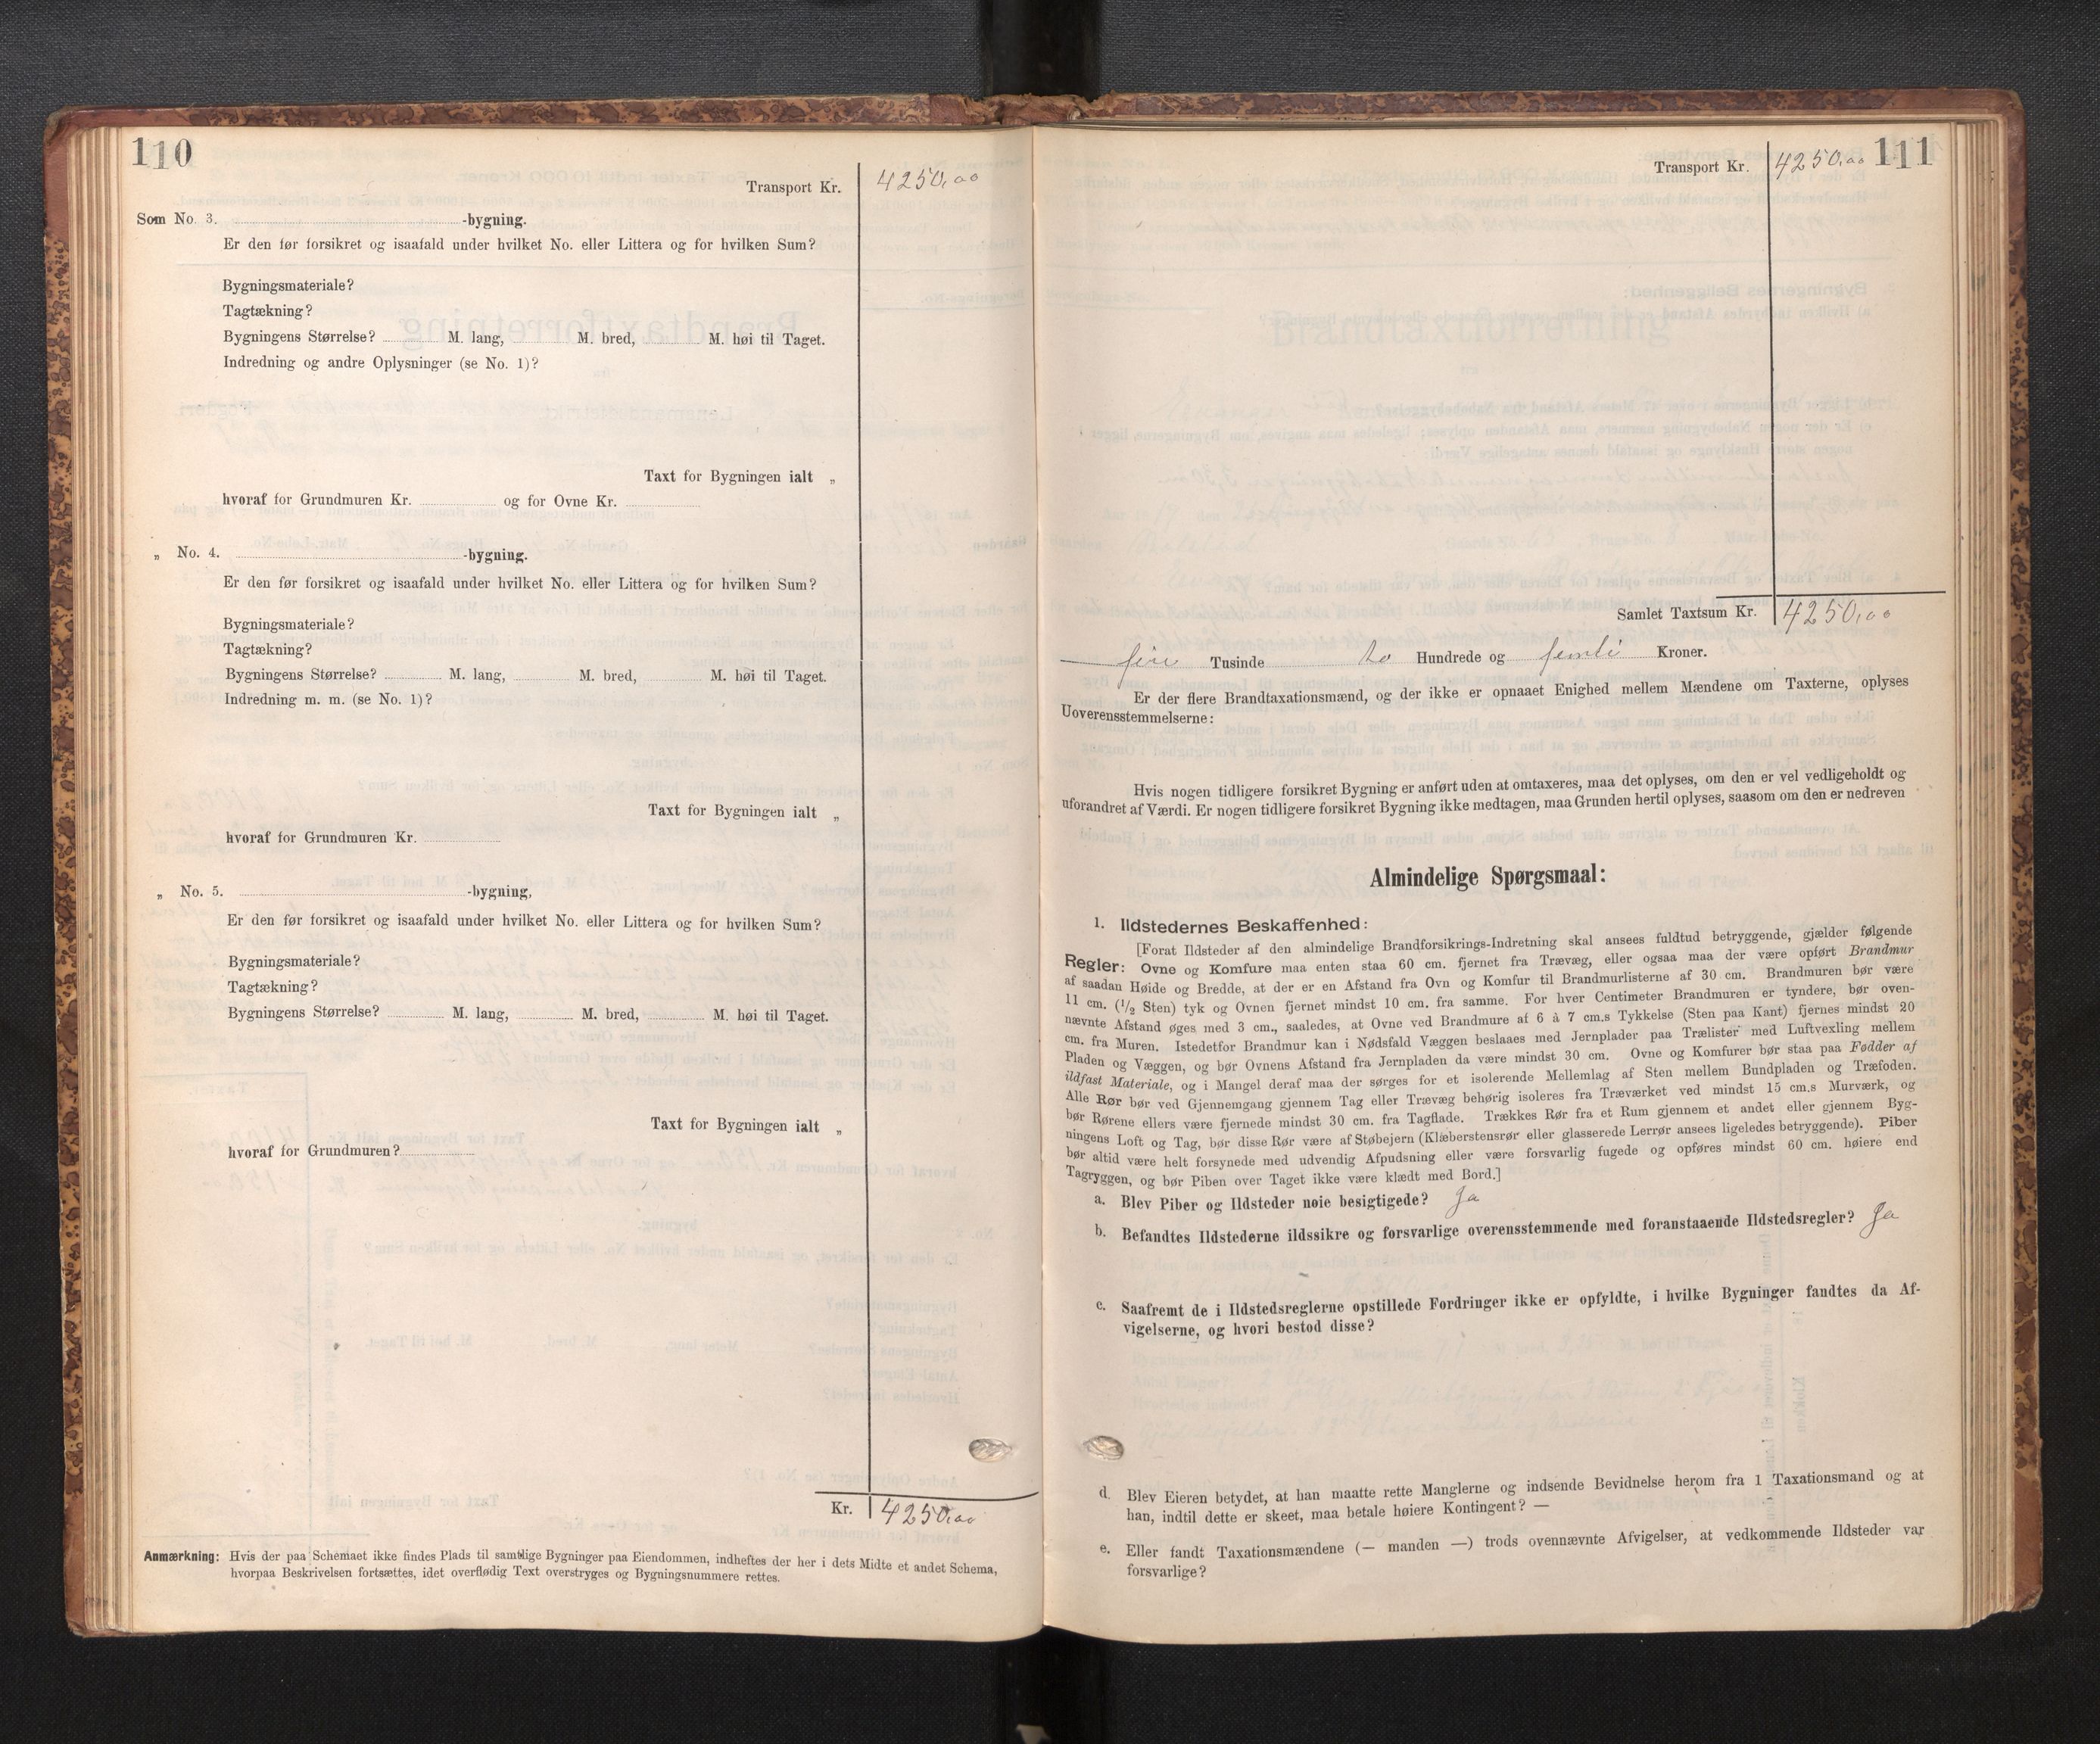 110
Transport Kr. 4250,00
Som No. 3. -bygning.
Er den før forsikret og isaafald under hvilket No. eller Littera og for hvilken Sum?
Bygningsmateriale?
Tagtækning?
Bygningens Størrelse? M. lang, M. bred, M. høi til Taget.
Indredning og andre Oplysninger (se No. 1)?
Taxt for Bygningen ialt „
hvoraf for Grundmuren Kr. og for Ovne Kr.
„ No. 4. -bygning.
Er den før forsikret og isaafald under hvilket No. eller Littera og for hvilken Sum?
Bygningsmateriale?
Tagtækning?
Bygningens Størrelse? M. lang, M. bred, M. høi til Taget.
Indredning m. m. (se No. 1)?
Taxt for Bygningen ialt „
hvoraf for Grundmuren Kr.
„ No. 5. -bygning,
Er den før forsikret og isaafald under hvilket No. eller Littera og for hvilken Sum?
Bygningsmateriale?
Tagtækning?
Bygningens Størrelse? M. lang, M. bred, M. høi til Taget.
Taxt for Bygningen ialt „
hvoraf for Grundmuren?
Kr. 4250,00
Anmærkning: Hvis der paa Schemaet ikke findes Plads til samtlige Bygninger paa Eiendommen, indheftes der her i dets Midte et andet Schema,
hvorpaa Beskrivelsen fortsættes, idet overflødig Text overstryges og Bygningsnummere rettes.
111
Transport Kr. 4250,00
Samlet Taxtsum Kr. 4250,00
fire Tusinde to Hundrede og femti Kroner.
Er der flere Brandtaxationsmænd, og der ikke er opnaaet Enighed mellem Mændene om Taxterne, oplyses
Uoverensstemmelserne:
Hvis nogen tidligere forsikret Bygning er anført uden at omtaxeres, maa det oplyses, om den er vel vedligeholdt og
uforandret af Værdi. Er nogen tidligere forsikret Bygning ikke medtagen, maa Grunden hertil oplyses, saasom om den er nedreven
Almindelige Spørgsmaal:
1. Ildstedernes Beskaffenhed:
[Forat Ildsteder af den almindelige Brandforsikrings-Indretning skal ansees fuldtud betryggende, gjælder følgende
Regler: Ovne og Komfure maa enten staa 60 cm. fjernet fra Trævæg, eller ogsaa maa der være opført Brandmur
af saadan Høide og Bredde, at der er en Afstand fra Ovn og Komfur til Brandmurlisterne af 30 cm. Brandmuren bør være
11 cm. (1/2 Sten) tyk og Ovnen fjernet mindst 10 cm. fra samme. For hver Centimeter Brandmuren er tyndere, bør oven-
nævnte Afstand øges med 3 cm., saaledes, at Ovne ved Brandmure af 6 à 7 cm.s Tykkelse (Sten paa Kant) fjernes mindst 20
cm. fra Muren. Istedetfor Brandmur kan i Nødsfald Væggen beslaaes med Jernplader paa Trælister med Luftvexling mellem
Pladen og Væggen, og bør Ovnens Afstand fra Jernpladen da være mindst 30 cm. Ovne og Komfurer bør staa paa Fødder af
ildfast Materiale, og i Mangel deraf maa der sørges for et isolerende Mellemlag af Sten mellem Bundpladen og Træfoden.
Alle Rør bør ved Gjennemgang gjennem Tag eller Trævæg behørig isoleres fra Træværket ved mindst 15 cm.s Murværk, og
bør Rørene ellers være fjernede mindst 30 cm. fra Tagflade. Trækkes Rør fra et Rum gjennem et andet eller gjennem Byg-
ningens Loft og Tag, bør disse Rør være af Støbejern (Klæberstensrør eller glasserede Lerrør ansees ligeledes betryggende). Piber
bør altid være helt forsynede med udvendig Afpudsning eller være forsvarlig fugede og opføres mindst 60 cm. høiere end
Tagryggen, og bør Piben over Taget ikke være klædt med Bord.]
a. Blev Piber og Ildsteder nøie besigtigede? Ja
b. Befandtes Ildstederne ildssikre og forsvarlige overensstemmende med foranstaaende Ildstedsregler? Ja
c. Saafremt de i Ildstedsreglerne opstillede Fordringer ikke er opfyldte, i hvilke Bygninger fandtes da Af-
vigelserne, og hvori bestod disse?
d. Blev Eieren betydet, at han maatte rette Manglerne og indsende Bevidnelse herom fra 1 Taxationsmand og at
han, indtil dette er skeet, maa betale høiere Kontingent? —
e. Eller fandt Taxationsmændene (— manden —) trods ovennævnte Afvigelser, at vedkommende Ildsteder var
forsvarlige?